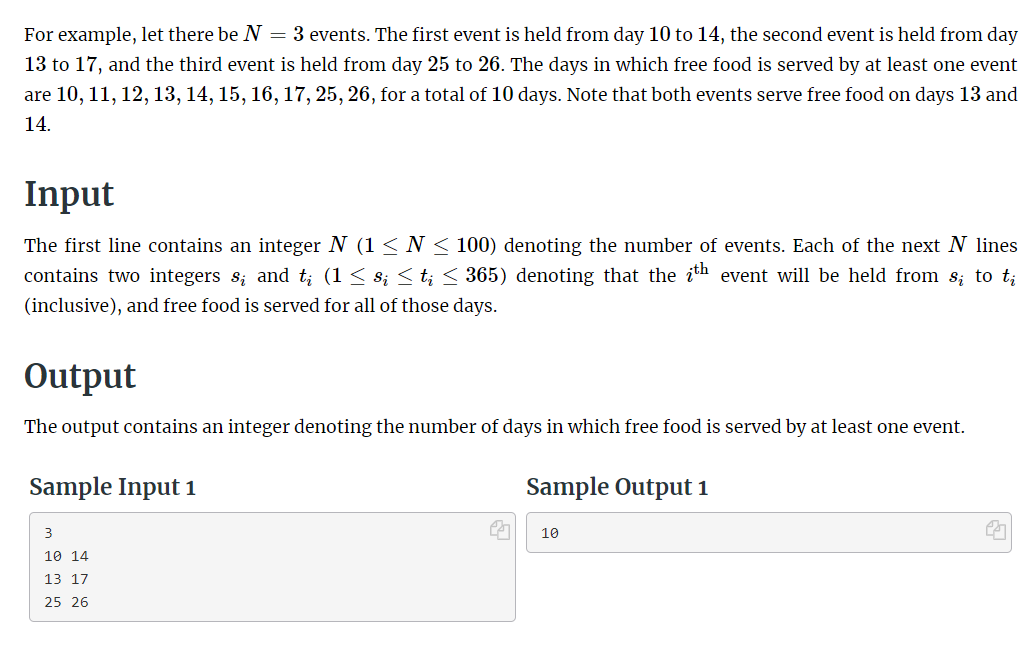 For example, let there be N = 3 events. The first event is held from day 10 to 14, the second event is held from day
13 to 17, and the third event is held from day 25 to 26. The days in which free food is served by at least one event
are 10, 11, 12, 13, 14, 15, 16, 17, 25, 26, for a total of 10 days. Note that both events serve free food on days 13 and
14.
Input
The first line contains an integer N (1 ≤ N ≤ 100) denoting the number of events. Each of the next N lines
contains two integers sᵢ and tᵢ (1 ≤ sᵢ ≤ tᵢ ≤ 365) denoting that the iᵗʰ event will be held from sᵢ to tᵢ
(inclusive), and free food is served for all of those days.
Output
The output contains an integer denoting the number of days in which free food is served by at least one event.
Sample Input 1
3
10 14
13 17
25 26
Sample Output 1
10